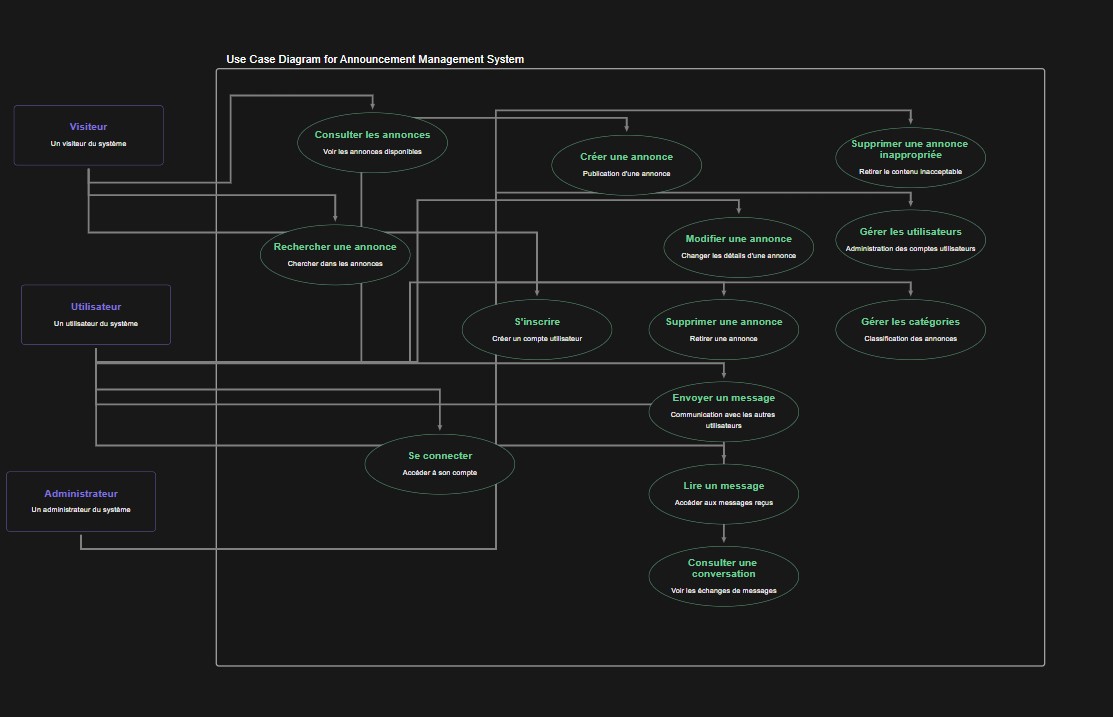 Use Case Diagram for Announcement Management System
Visiteur
Un visiteur du système
Consulter les annonces
Voir les annonces disponibles
Créer une annonce
Publication d'une annonce
Supprimer une annonce
inappropriée
Retirer le contenu inacceptable
Rechercher une annonce
Chercher dans les annonces
Modifier une annonce
Changer les détails d'une annonce
Gérer les utilisateurs
Administration des comptes utilisateurs
Utilisateur
Un utilisateur du système
S'inscrire
Créer un compte utilisateur
Supprimer une annonce
Retirer une annonce
Gérer les catégories
Classification des annonces
Envoyer un message
Communication avec les autres
utilisateurs
Se connecter
Accéder à son compte
Administrateur
Un administrateur du système
Lire un message
Accéder aux messages reçus
Consulter une
conversation
Voir les échanges de messages